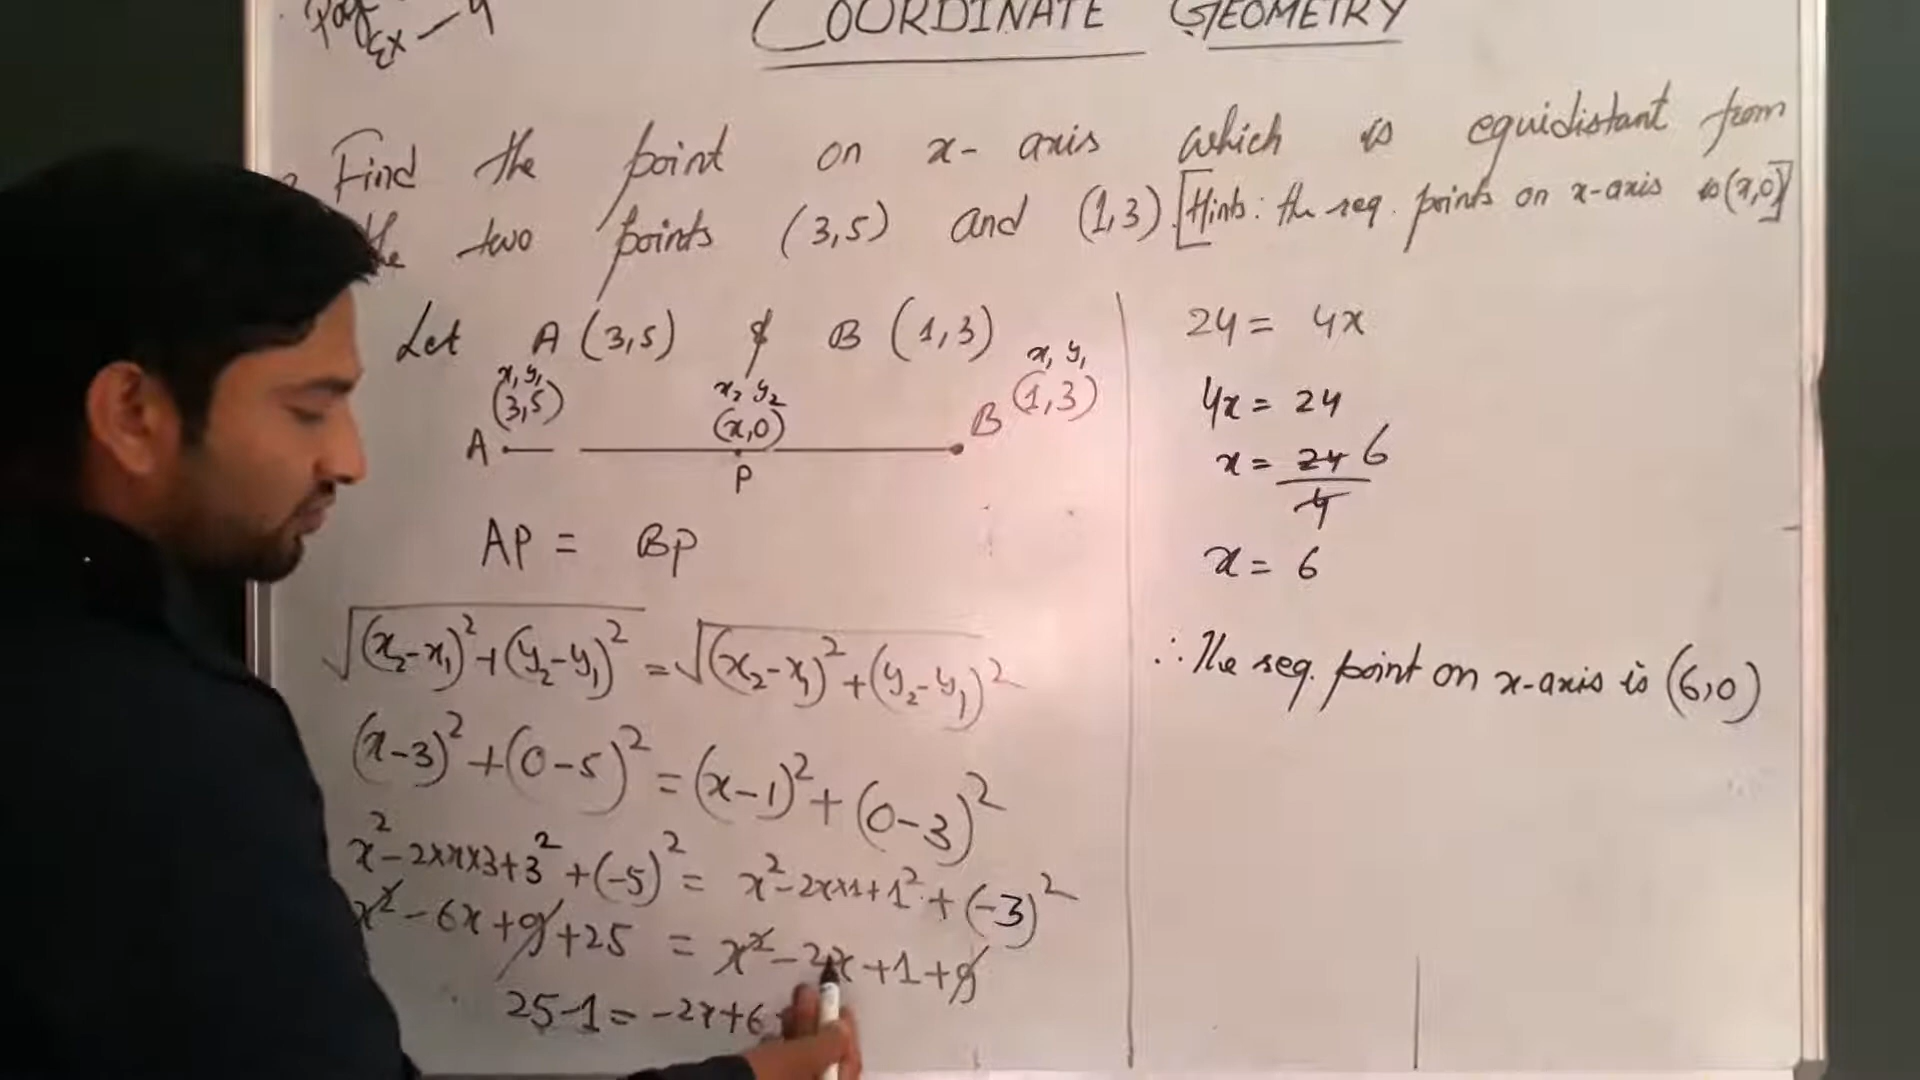 Ex - 4
COORDINATE GEOMETRY
Find the point on x-axis which is equidistant from
the two points (3,5) and (1,3). [Hints: the req. points on x-axis is (x,0)]
Let A (3,5) & B (1,3)
x₁ y₁ x₂ y₂ x₁ y₁
(3,5) (x,0) (1,3)
A P B
AP = BP
√(x₂-x₁)²+(y₂-y₁)² = √(x₂-x₁)²+(y₂-y₁)²
(x-3)²+(0-5)² = (x-1)²+(0-3)²
x²-2×x×3+3²+(-5)² = x²-2×x×1+1²+(-3)²
x²-6x+9+25 = x²-2x+1+9
25-1=-2x+6
24 = 4x
4x = 24
x = 24 6
4
x = 6
∴ The req. point on x-axis is (6,0)